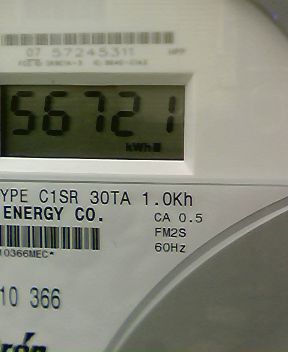 07 57245311
56721
kWh
YPE C1SR 30TA 1.0Kh
ENERGY CO.
CA 0.5
FM2S
60Hz
10366MEC*
10 366
rón